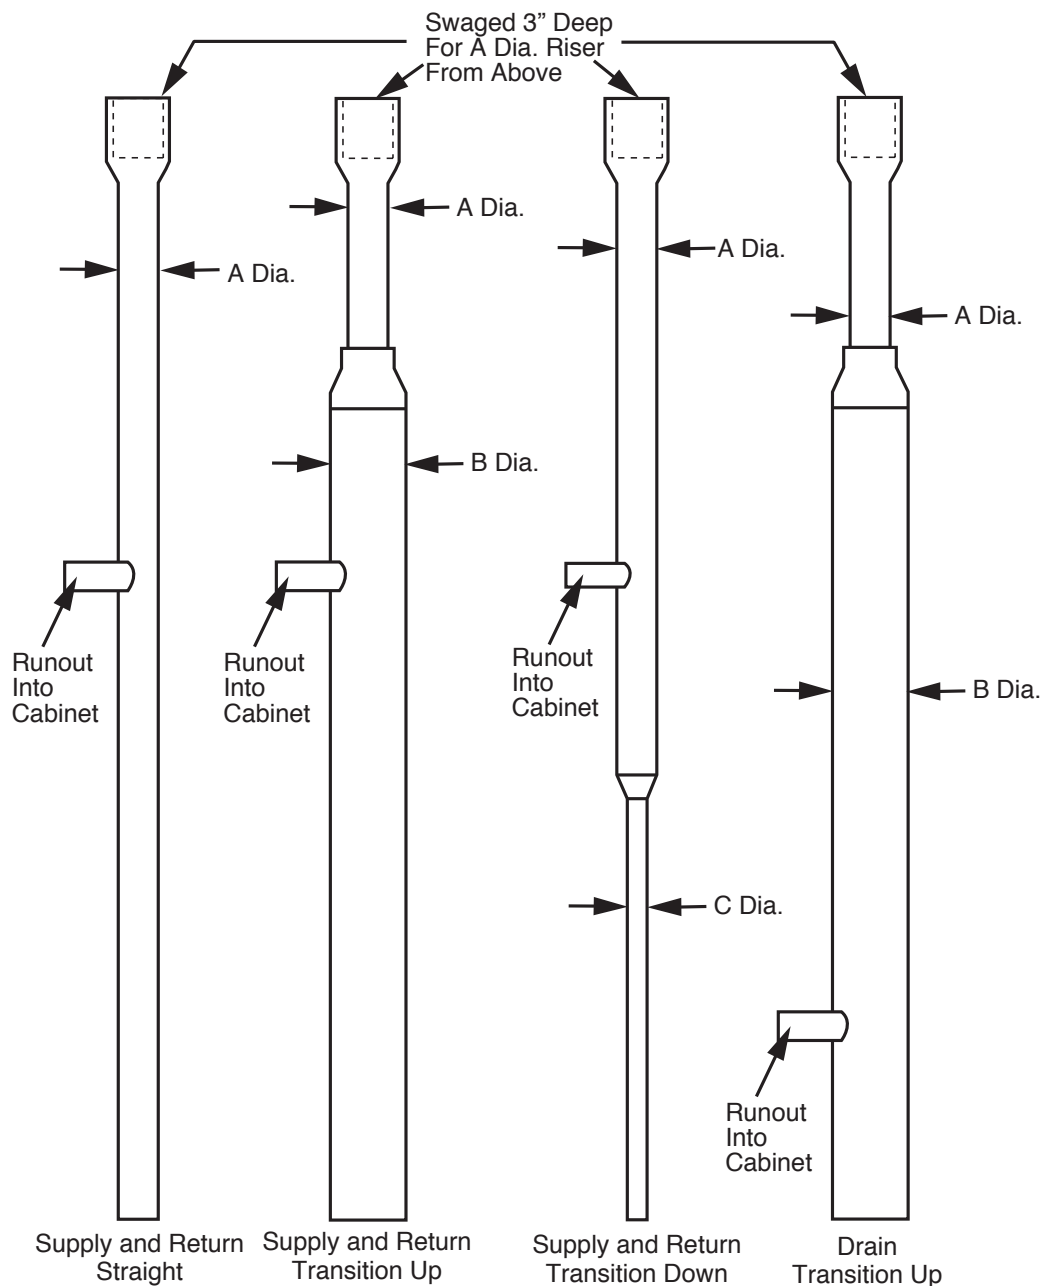 Swaged 3” Deep
For A Dia. Riser
From Above
A Dia.
A Dia.
A Dia.
A Dia.
B Dia.
B Dia.
Runout
Into
Cabinet
Runout
Into
Cabinet
Runout
Into
Cabinet
C Dia.
Runout
Into
Cabinet
Supply and Return
Straight
Supply and Return
Transition Up
Supply and Return
Transition Down
Drain
Transition Up